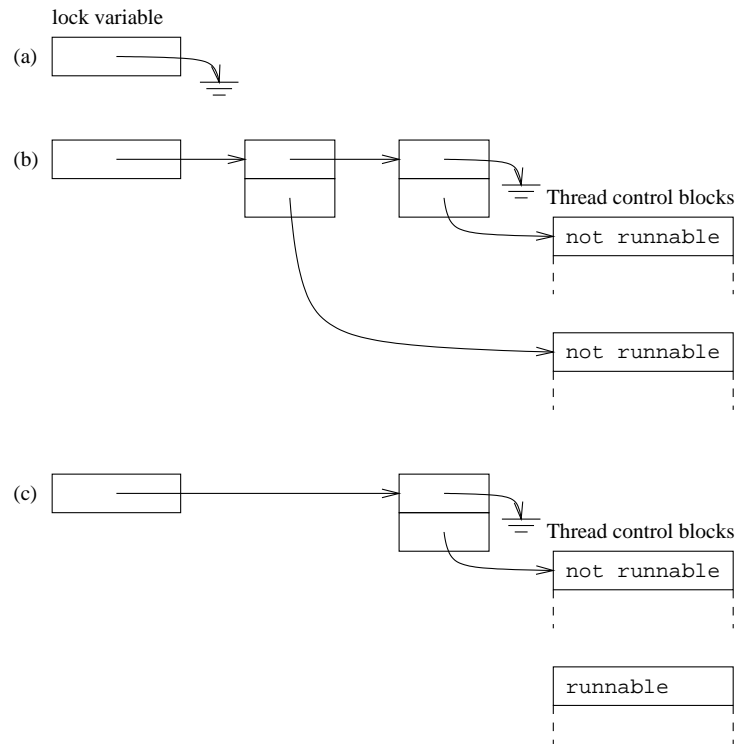 lock variable
(a)
(b)
Thread control blocks
not runnable
not runnable
(c)
Thread control blocks
not runnable
runnable